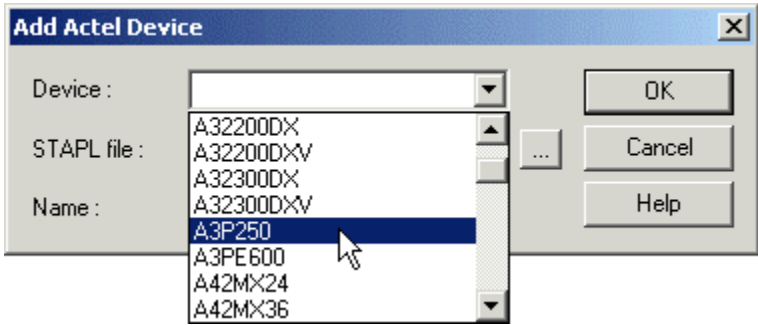 Add Actel Device
Device :
OK
A32200DX
STAPL file :
A32200DXV
...
Cancel
A32300DX
A32300DXV
Name :
Help
A3P250
A3PE600
A42MX24
A42MX36